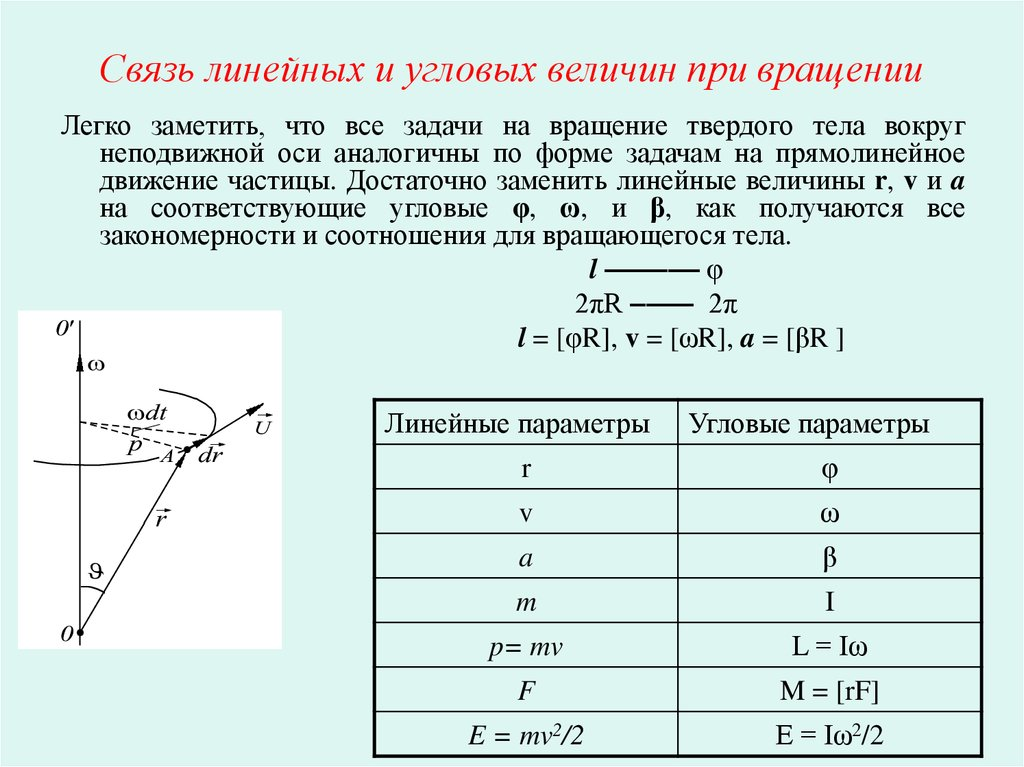 Связь линейных и угловых величин при вращении
Легко заметить, что все задачи на вращение твердого тела вокруг
неподвижной оси аналогичны по форме задачам на прямолинейное
движение частицы. Достаточно заменить линейные величины r, v и a
на соответствующие угловые φ, ω, и β, как получаются все
закономерности и соотношения для вращающегося тела.
l ——— φ
2πR —— 2π
l = [φR], v = [ωR], a = [βR ]
0'
ω
ωdt
U
p
A
dr
r
ϑ
0
Линейные параметры Угловые параметры
r φ
v ω
a β
m I
p= mv L = Iω
F M = [rF]
E = mv²/2 E = Iω²/2